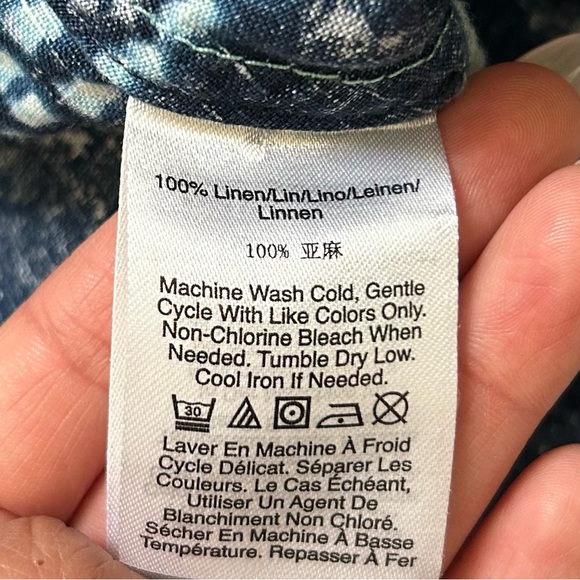 100% Linen/Lin/Lino/Leinen/
Linnen
100% 亚麻
Machine Wash Cold, Gentle
Cycle With Like Colors Only.
Non-Chlorine Bleach When
Needed. Tumble Dry Low.
Cool Iron If Needed.
30
Laver En Machine À Froid
Cycle Délicat. Séparer Les
Couleurs. Le Cas Échéant,
Utiliser Un Agent De
Blanchiment Non Chloré.
Sécher En Machine À Basse
Température. Repasser À Fer